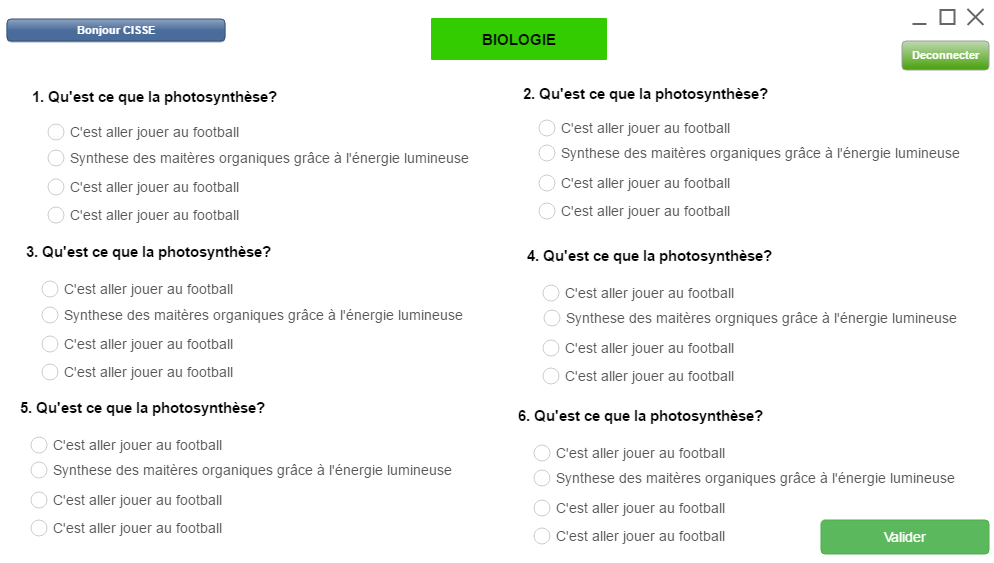 Bonjour CISSE
BIOLOGIE
Deconnecter
1. Qu'est ce que la photosynthèse?
C'est aller jouer au football
Synthese des maitères organiques grâce à l'énergie lumineuse
C'est aller jouer au football
C'est aller jouer au football
2. Qu'est ce que la photosynthèse?
C'est aller jouer au football
Synthese des maitères organiques grâce à l'énergie lumineuse
C'est aller jouer au football
C'est aller jouer au football
3. Qu'est ce que la photosynthèse?
C'est aller jouer au football
Synthese des maitères organiques grâce à l'énergie lumineuse
C'est aller jouer au football
C'est aller jouer au football
4. Qu'est ce que la photosynthèse?
C'est aller jouer au football
Synthese des maitères orgniques grâce à l'énergie lumineuse
C'est aller jouer au football
C'est aller jouer au football
5. Qu'est ce que la photosynthèse?
C'est aller jouer au football
Synthese des maitères organiques grâce à l'énergie lumineuse
C'est aller jouer au football
C'est aller jouer au football
6. Qu'est ce que la photosynthèse?
C'est aller jouer au football
Synthese des maitères organiques grâce à l'énergie lumineuse
C'est aller jouer au football
C'est aller jouer au football
Valider